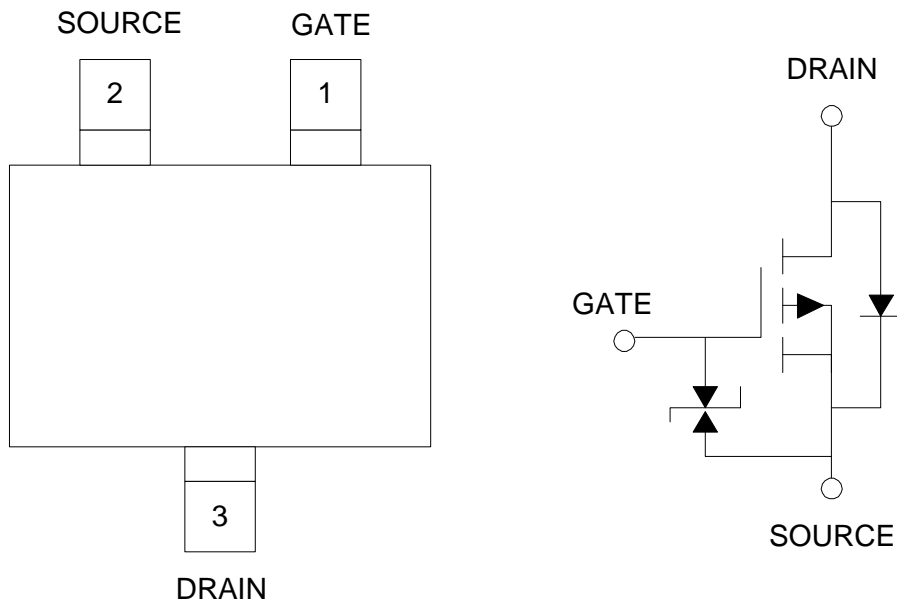 SOURCE GATE
2 1
3
DRAIN
DRAIN
GATE
SOURCE